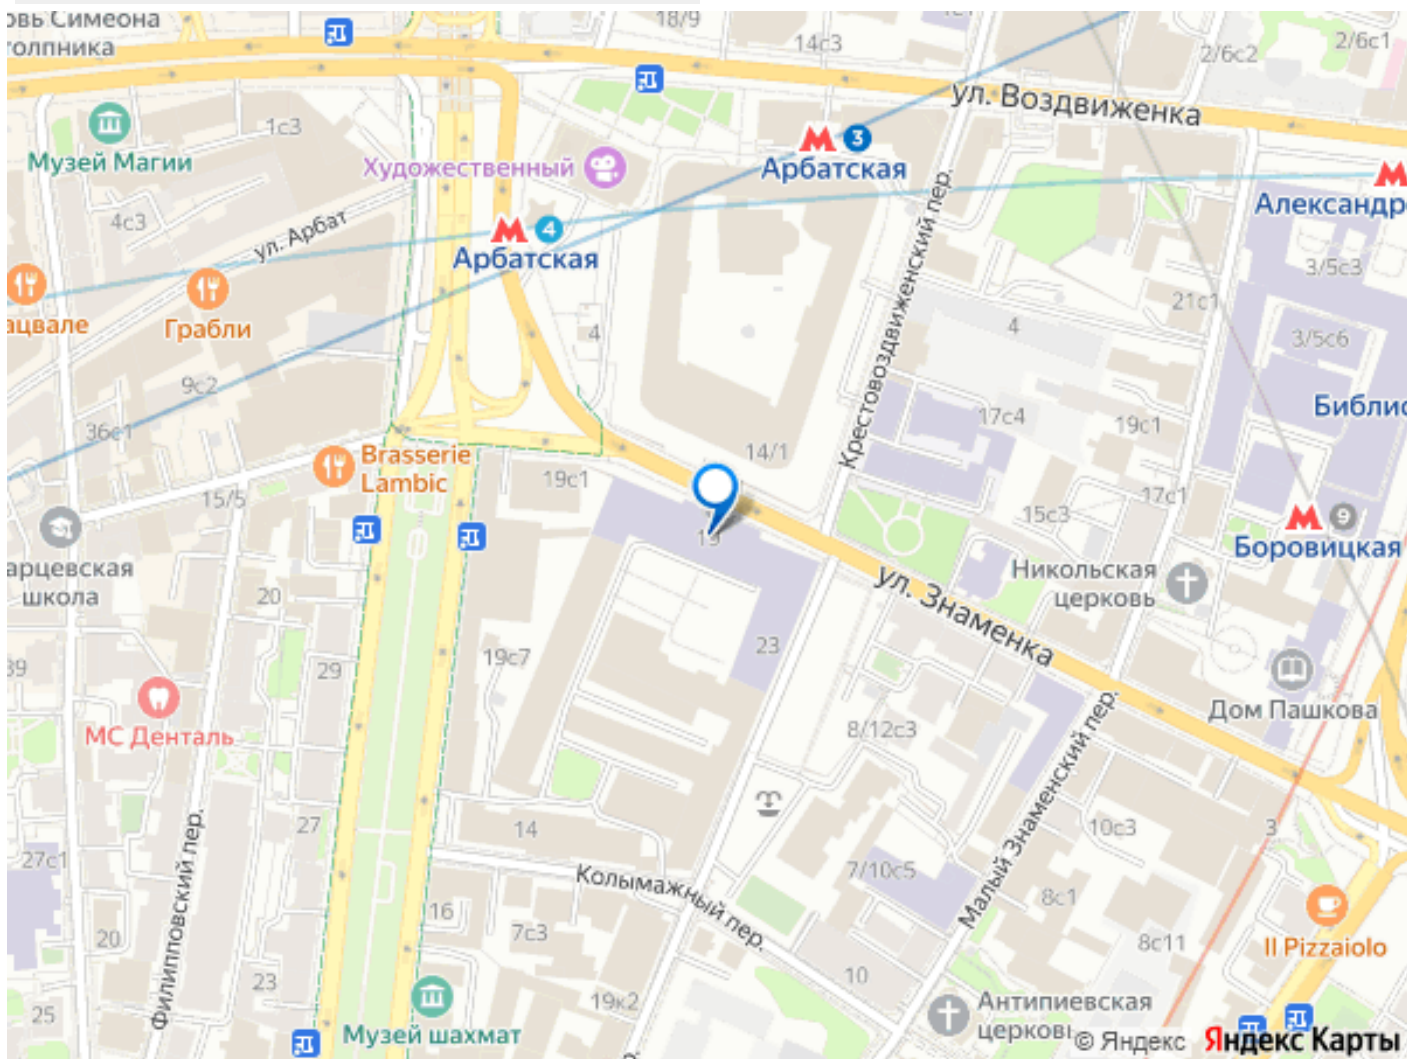 овь Симеона
толпника
18/9
14с3
2/6с2
2/6с1
ул. Воздвиженка
1с3
Музей Магии
Художественный
3
Арбатская
4с3
ул. Арбат
4
Арбатская
Александр
Крестовоздвиженский пер.
3/5с3
21с1
ацвале
Грабли
4
4
3/5с6
9с2
Библио
36с1
17с4
19с1
14/1
Brasserie
Lambic
19с1
15/5
17с1
15с3
9
Боровицкая
19
арцевская
школа
20
ул. Знаменка
Никольская
церковь
19с7
23
39
29
МС Денталь
8/12с3
Дом Пашкова
Малый Знаменский пер.
27
14
10с3
3
27с1
Колымажный пер.
7/10с5
8с1
Филипповский пер.
16
7с3
20
8с11
Il Pizzaiolo
23
10
19к2
25
Музей шахмат
Антипиевская
церковь
© Яндекс
Яндекс Карты